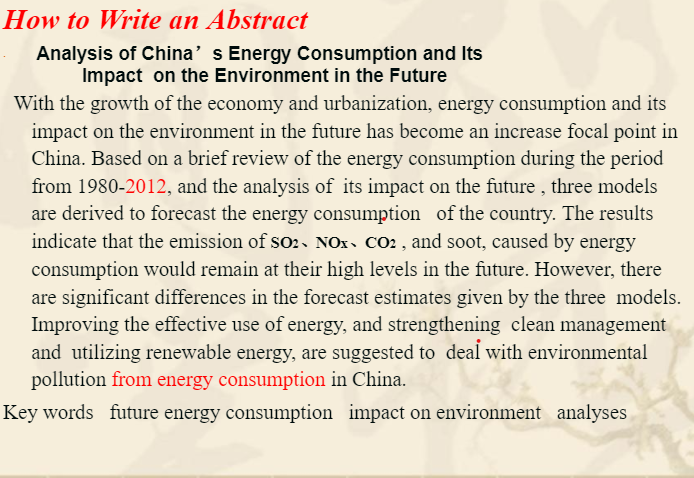 How to Write an Abstract
Analysis of China’s Energy Consumption and Its
Impact on the Environment in the Future
With the growth of the economy and urbanization, energy consumption and its
impact on the environment in the future has become an increase focal point in
China. Based on a brief review of the energy consumption during the period
from 1980-2012, and the analysis of its impact on the future , three models
are derived to forecast the energy consumption of the country. The results
indicate that the emission of SO2、NOx、CO2 , and soot, caused by energy
consumption would remain at their high levels in the future. However, there
are significant differences in the forecast estimates given by the three models.
Improving the effective use of energy, and strengthening clean management
and utilizing renewable energy, are suggested to deal with environmental
pollution from energy consumption in China.
Key words future energy consumption impact on environment analyses